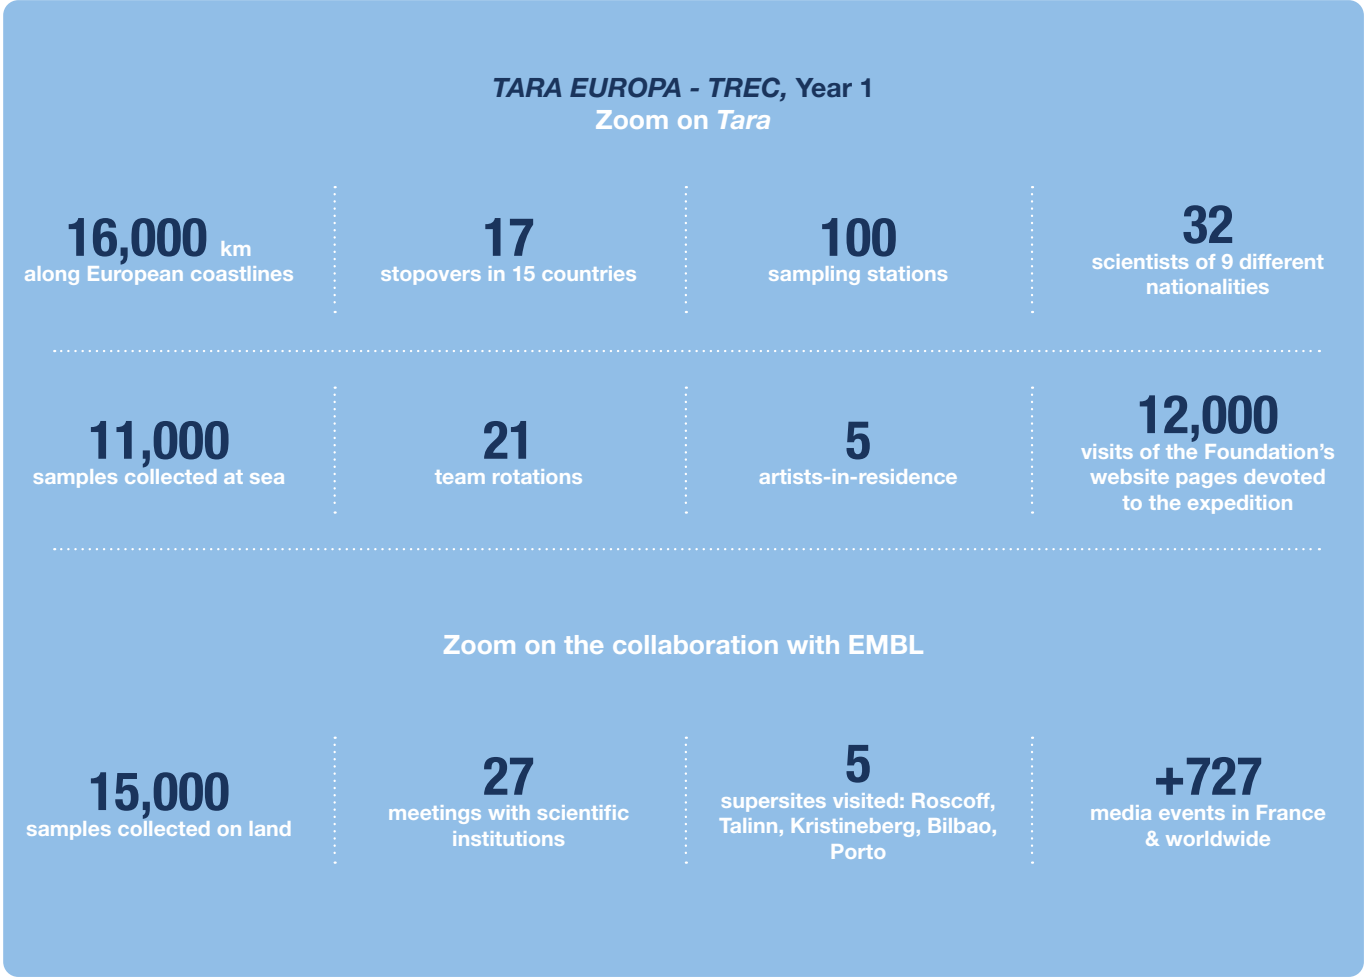 TARA EUROPA - TREC, Year 1
Zoom on Tara
16,000 km
along European coastlines
17
stopovers in 15 countries
100
sampling stations
32
scientists of 9 different
nationalities
11,000
samples collected at sea
21
team rotations
5
artists-in-residence
12,000
visits of the Foundation’s
website pages devoted
to the expedition
Zoom on the collaboration with EMBL
15,000
samples collected on land
27
meetings with scientific
institutions
5
supersites visited: Roscoff,
Talinn, Kristineberg, Bilbao,
Porto
+727
media events in France
& worldwide